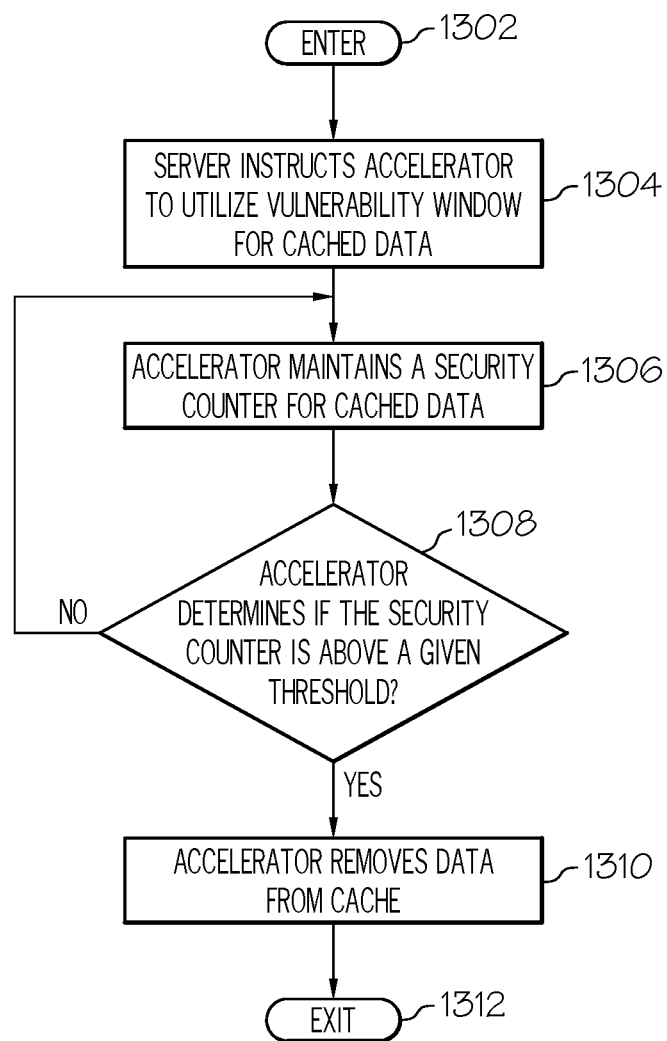 ENTER
1302
SERVER INSTRUCTS ACCELERATOR
TO UTILIZE VULNERABILITY WINDOW
FOR CACHED DATA
1304
ACCELERATOR MAINTAINS A SECURITY
COUNTER FOR CACHED DATA
1306
1308
ACCELERATOR
DETERMINES IF THE SECURITY
COUNTER IS ABOVE A GIVEN
THRESHOLD?
NO
YES
ACCELERATOR REMOVES DATA
FROM CACHE
1310
EXIT
1312